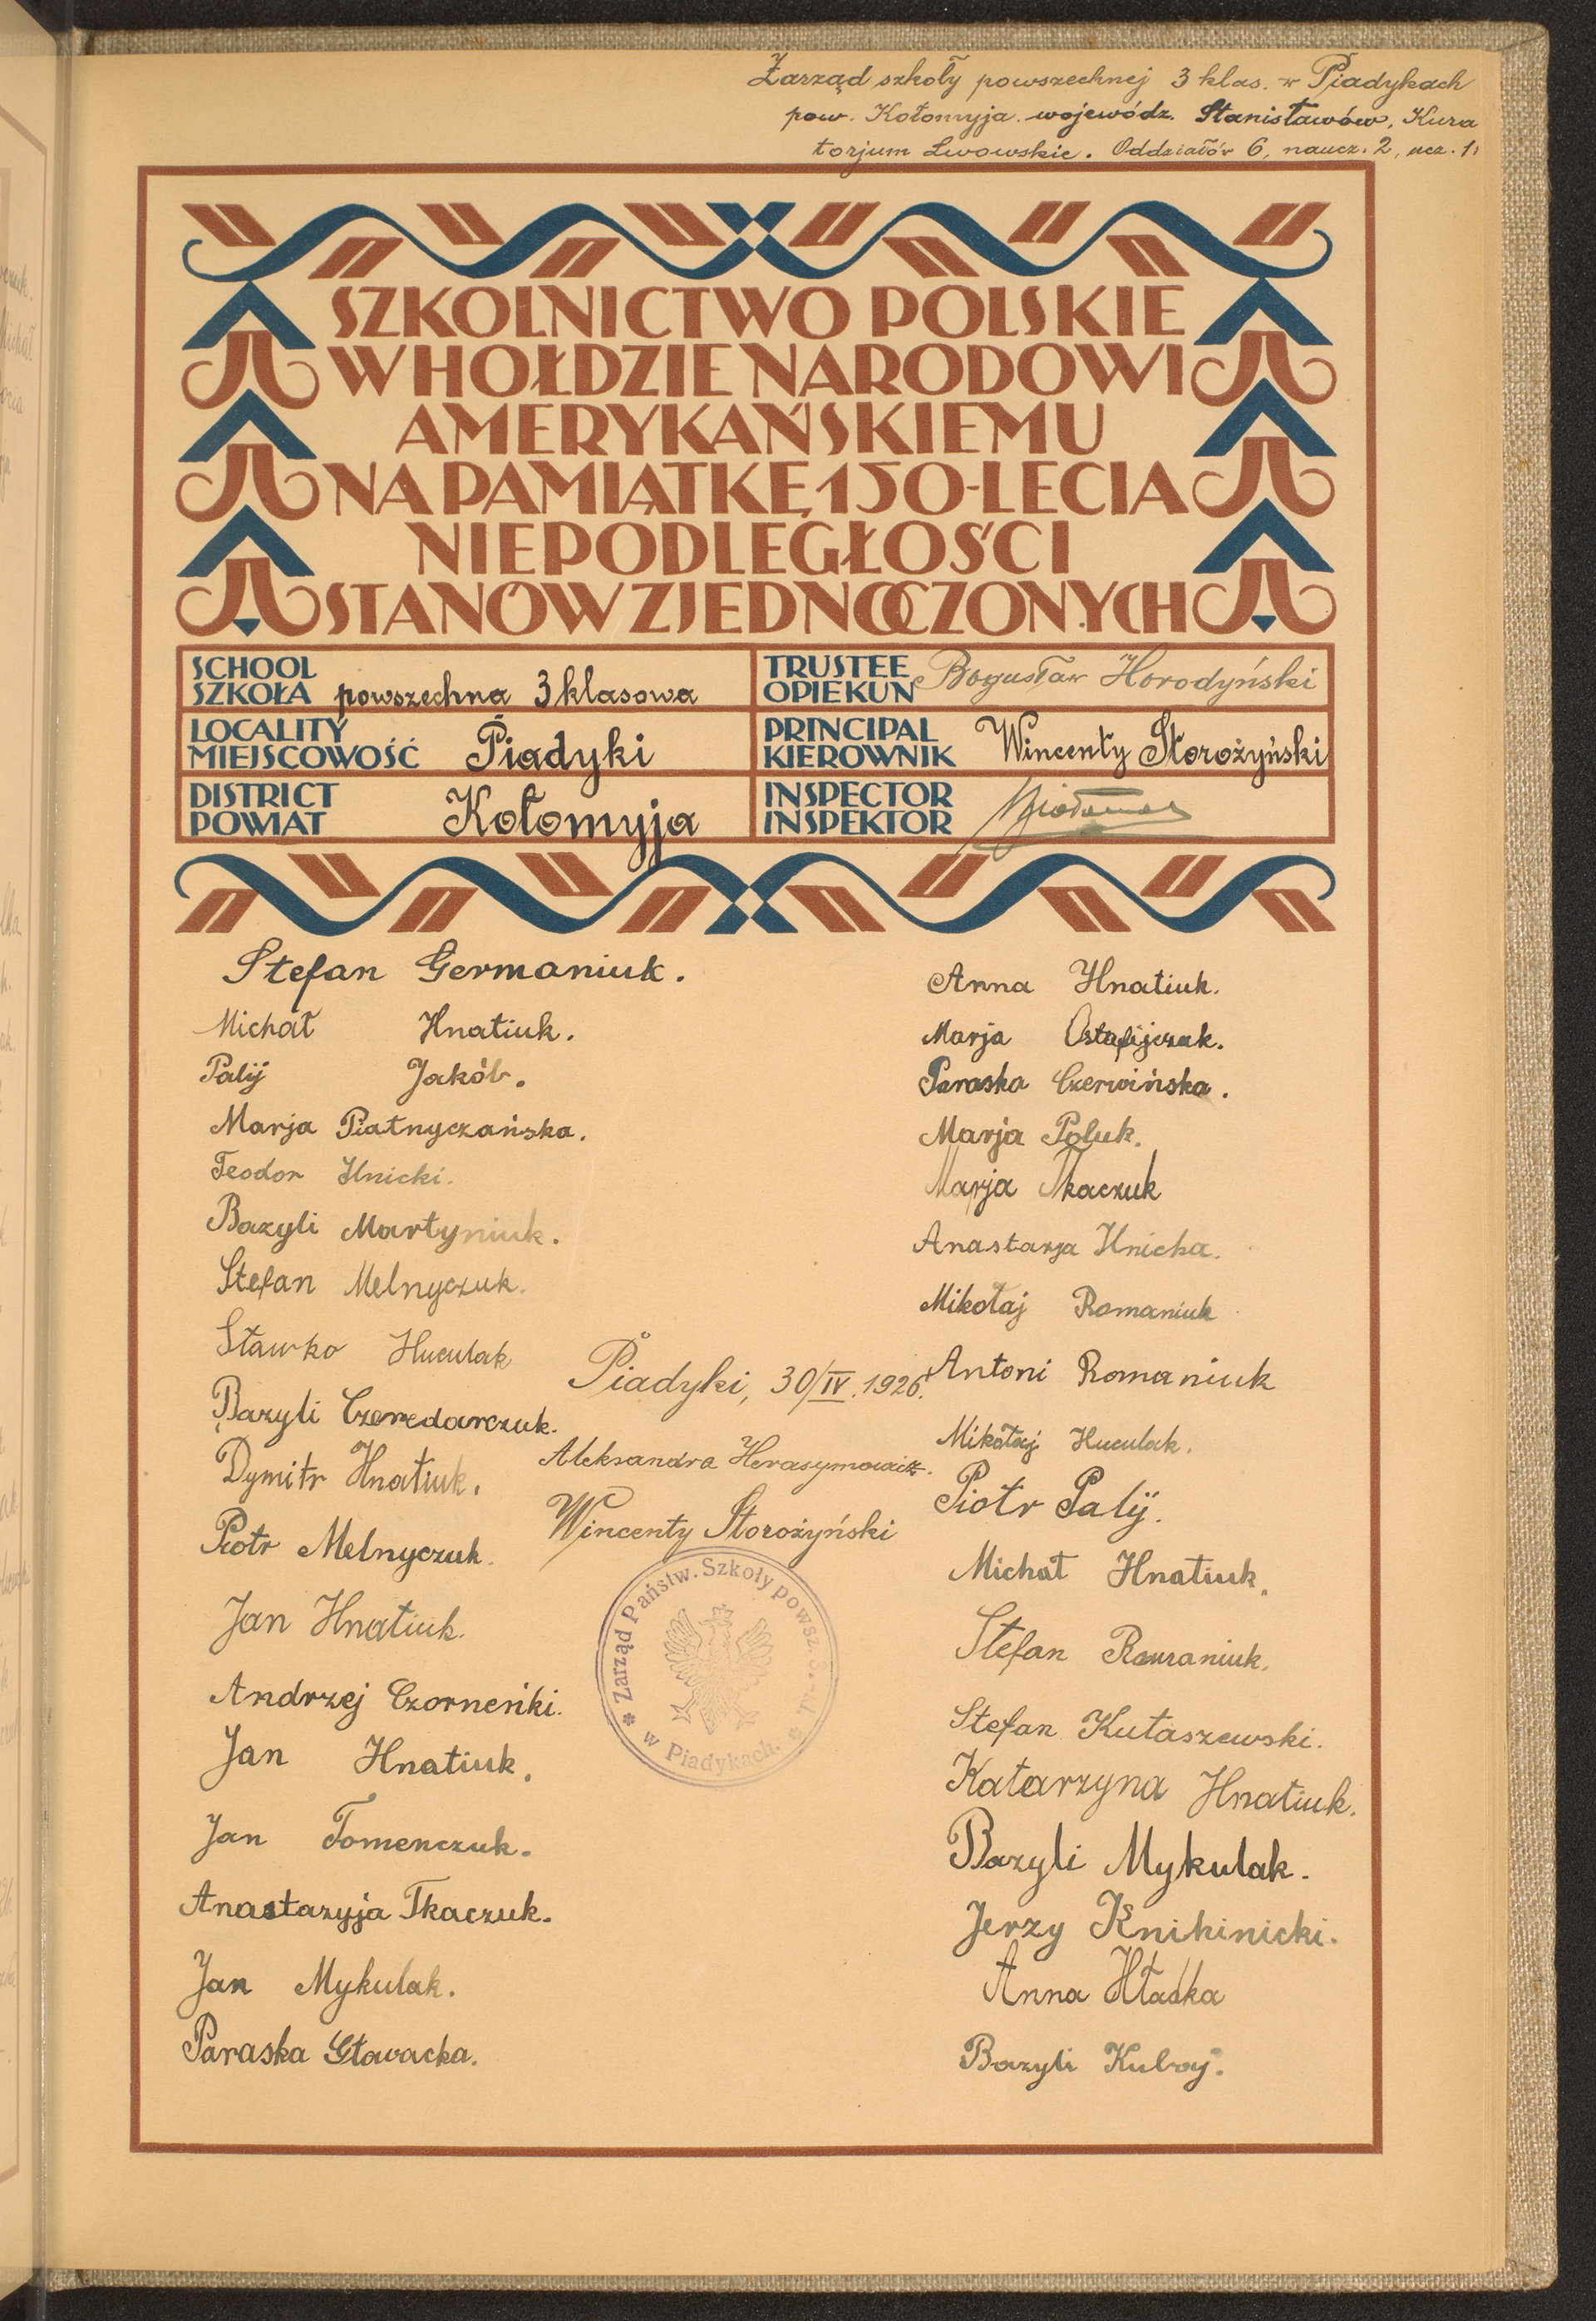 Zarząd szkoły powszechnej 3 klas. w Piadykach
pow. Kołomyja. wojewódz. Stanisławów, Kura
torjum Lwowskie. Oddziałów 6, naucz. 2, ucz. 1
SZKOLNICTWO POLSKIE
W HOŁDZIE NARODOWI
AMERYKAŃSKIEMU
NA PAMIĄTKĘ 150-LECIA
NIEPODLEGŁOŚCI
STANÓW ZJEDNOCZONYCH
SCHOOL
SZKOŁA powszechna 3 klasowa
TRUSTEE
OPIEKUN Bogusław Horodyński
LOCALITY
MIEJSCOWOŚĆ Piadyki
PRINCIPAL
KIEROWNIK Wincenty Storożyński
DISTRICT
POWIAT Kołomyja
INSPECTOR
INSPEKTOR
Stefan Germaniuk.
Michał Hnatiuk.
Palij Jakób.
Marja Piatnyczańska.
Teodor Hnicki.
Bazyli Martyniuk.
Stefan Melnyczuk.
Sławko Huculak
Bazyli Czeredarczuk.
Dymitr Hnatiuk.
Piotr Melnyczuk.
Jan Hnatiuk.
Andrzej Czorneńki.
Jan Hnatiuk.
Jan Tomenczuk.
Anastazyja Tkaczuk.
Jan Mykulak.
Paraska Gławacka.
Piadyki, 30/IV. 1926.
Aleksandra Herasymowicz.
Wincenty Storożyński
Zarząd Państw. Szkoły powsz.
w Piadykach.
Anna Hnatiuk.
Marja Ostafijczuk.
Paraska Czerwińska.
Marja Poluk.
Marja Tkaczuk
Anastazja Hnicka.
Mikołaj Romaniuk
Antoni Romaniuk
Mikołaj Huculak.
Piotr Palij.
Michał Hnatiuk.
Stefan Romaniuk.
Stefan Kułaszewski.
Katarzyna Hnatiuk.
Bazyli Mykulak.
Jerzy Knihinicki.
Anna Hładka
Bazyli Kubay.